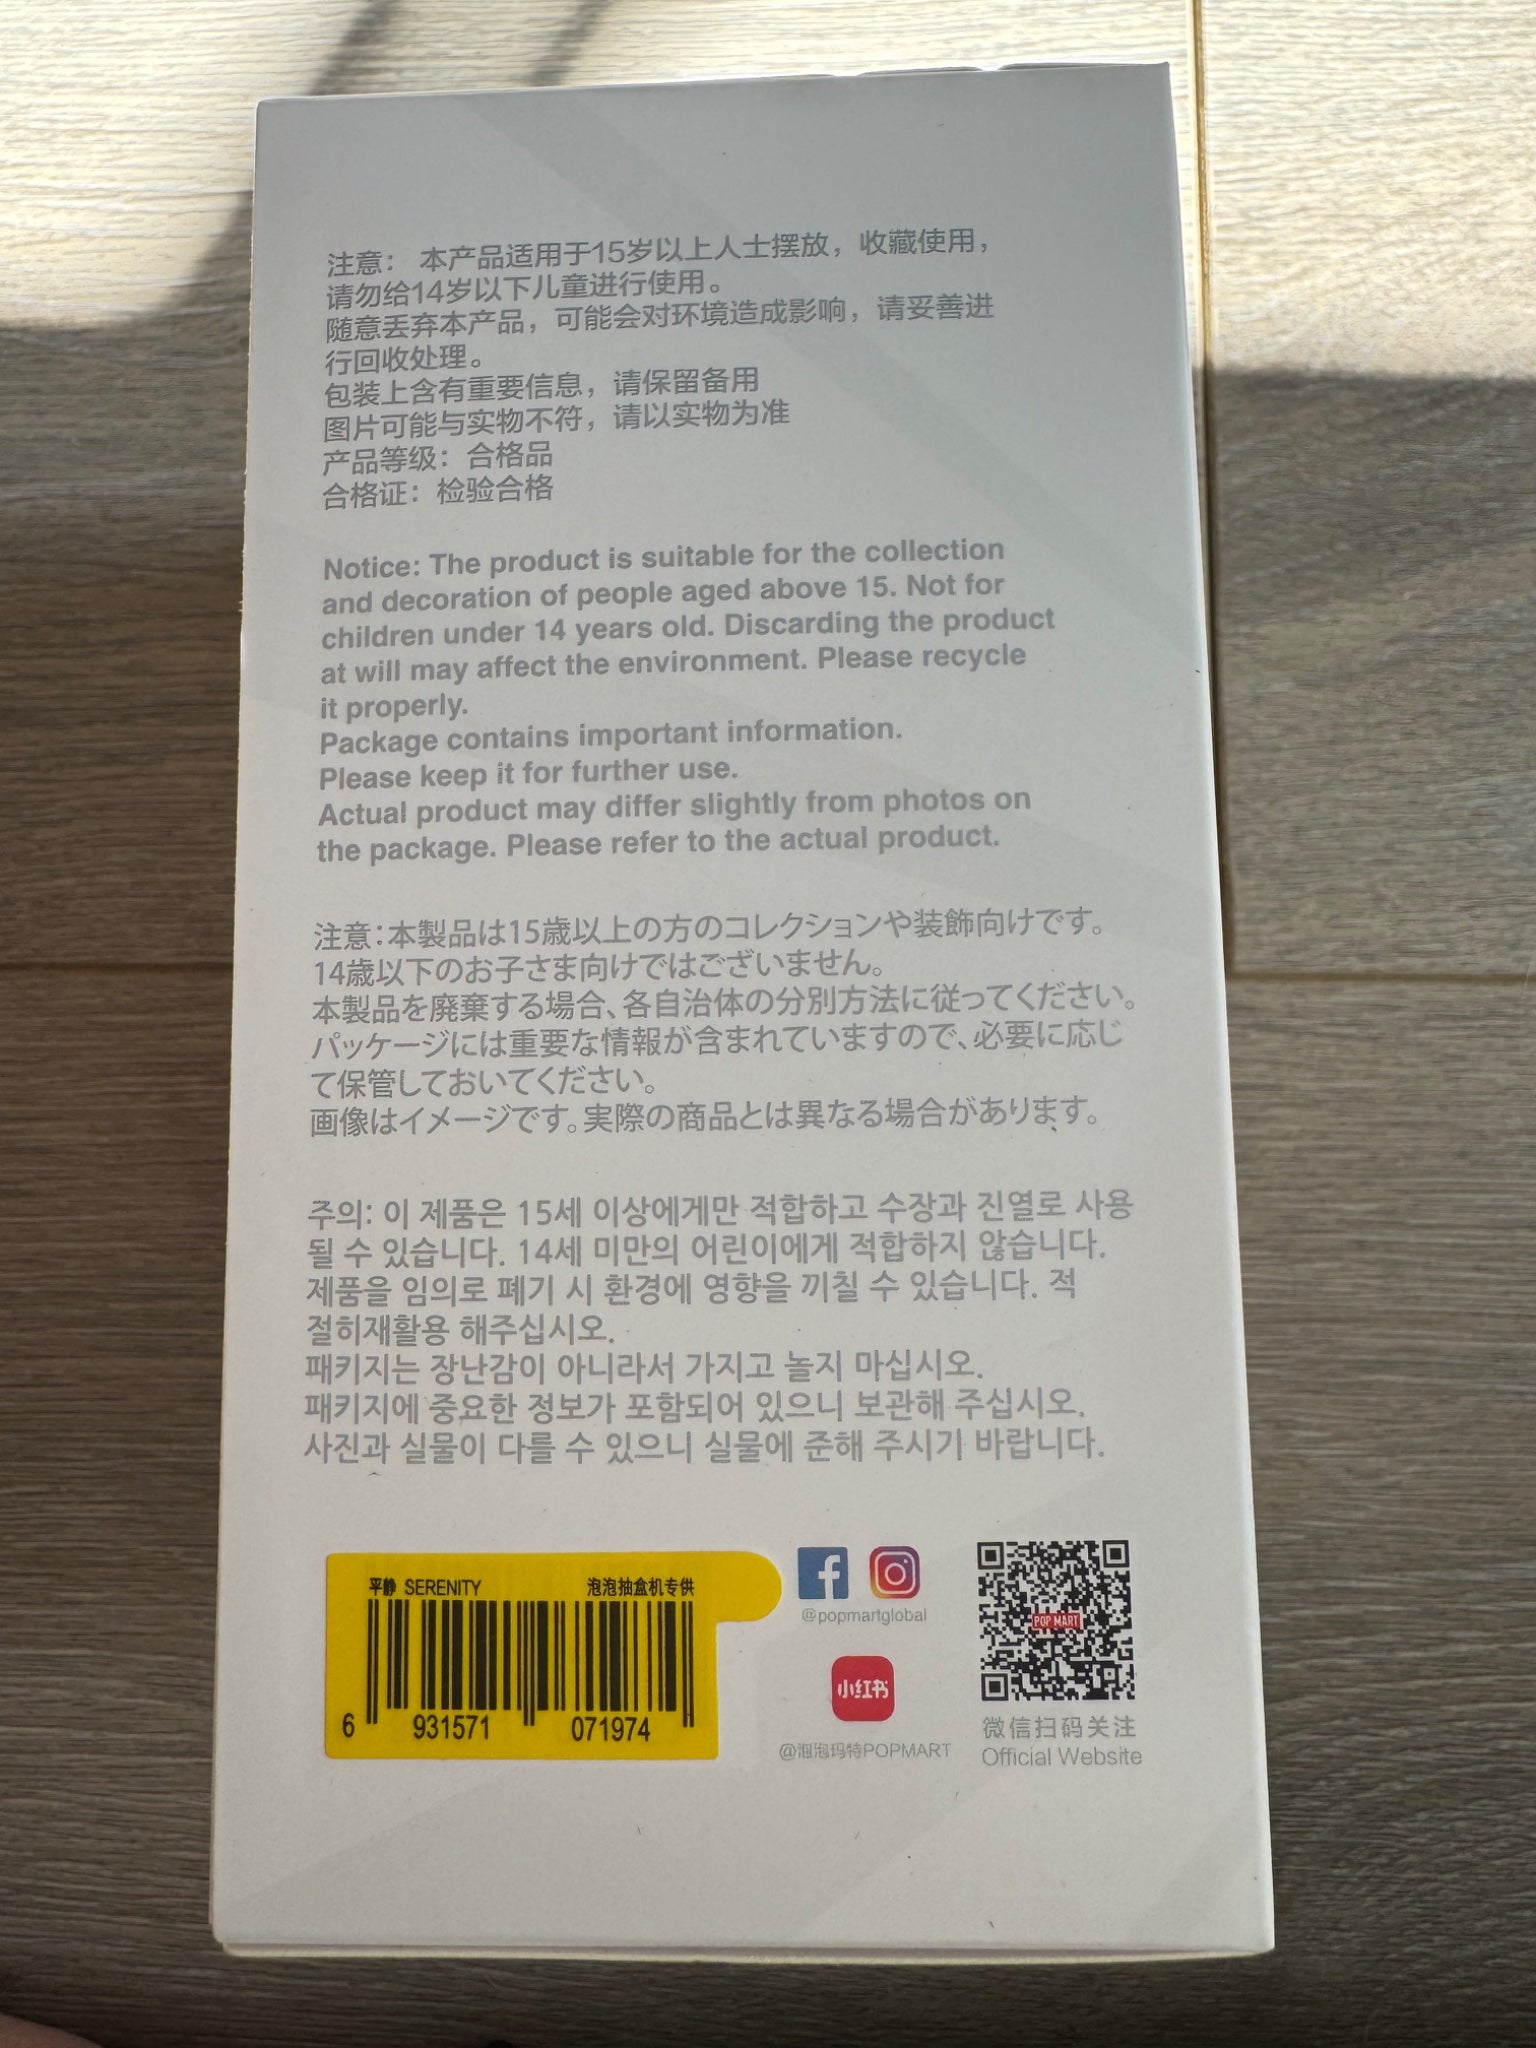 注意： 本产品适用于15岁以上人士摆放，收藏使用，
请勿给14岁以下儿童进行使用。
随意丢弃本产品，可能会对环境造成影响，请妥善进
行回收处理。
包装上含有重要信息，请保留备用
图片可能与实物不符，请以实物为准
产品等级：合格品
合格证：检验合格
Notice: The product is suitable for the collection
and decoration of people aged above 15. Not for
children under 14 years old. Discarding the product
at will may affect the environment. Please recycle
it properly.
Package contains important information.
Please keep it for further use.
Actual product may differ slightly from photos on
the package. Please refer to the actual product.
注意：本製品は15歳以上の方のコレクションや装飾向けです。
14歳以下のお子さま向けではございません。
本製品を廃棄する場合、各自治体の分別方法に従ってください。
パッケージには重要な情報が含まれていますので、必要に応じ
て保管しておいてください。
画像はイメージです。実際の商品とは異なる場合があります。
주의: 이 제품은 15세 이상에게만 적합하고 수장과 진열로 사용
될 수 있습니다. 14세 미만의 어린이에게 적합하지 않습니다.
제품을 임의로 폐기 시 환경에 영향을 끼칠 수 있습니다. 적
절히재활용 해주십시오.
패키지는 장난감이 아니라서 가지고 놀지 마십시오.
패키지에 중요한 정보가 포함되어 있으니 보관해 주십시오.
사진과 실물이 다를 수 있으니 실물에 준해 주시기 바랍니다.
平静 SERENITY 泡泡抽盒机专供
6 931571 071974
@popmartglobal
小红书
@泡泡玛特POPMART
POP MART
微信扫码关注
Official Website